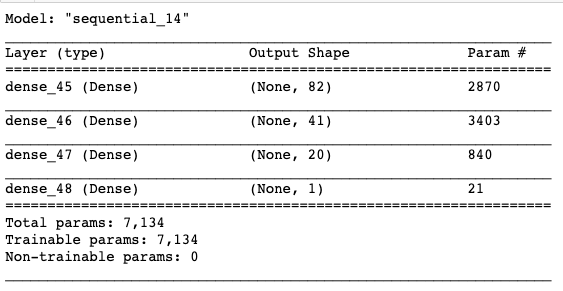 Model: "sequential_14"
Layer (type) Output Shape Param #
dense_45 (Dense) (None, 82) 2870
dense_46 (Dense) (None, 41) 3403
dense_47 (Dense) (None, 20) 840
dense_48 (Dense) (None, 1) 21
Total params: 7,134
Trainable params: 7,134
Non-trainable params: 0